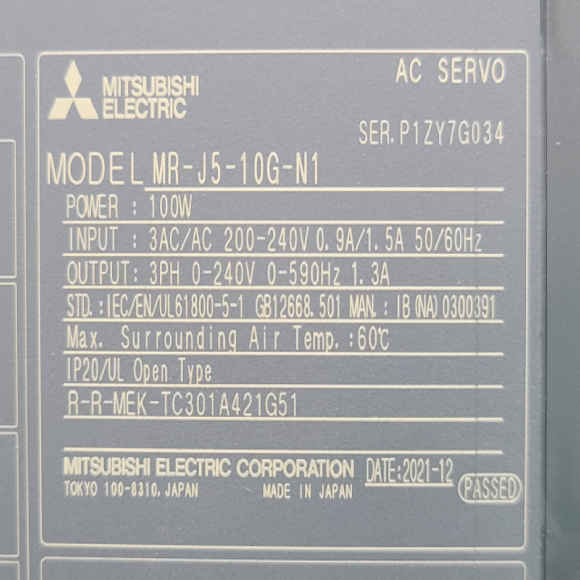 MITSUBISHI
ELECTRIC
AC SERVO
SER. P1ZY7G034
MODEL MR-J5-10G-N1
POWER : 100W
INPUT : 3AC/AC 200-240V 0.9A/1.5A 50/60Hz
OUTPUT: 3PH 0-240V 0-590Hz 1.3A
STD.: IEC/EN/UL61800-5-1 GB12668.501 MAN.: IB(NA)0300391
Max. Surrounding Air Temp.:60℃
IP20/UL Open Type
R-R-MEK-TC301A421G51
MITSUBISHI ELECTRIC CORPORATION DATE:2021-12
TOKYO 100-8310, JAPAN MADE IN JAPAN PASSED